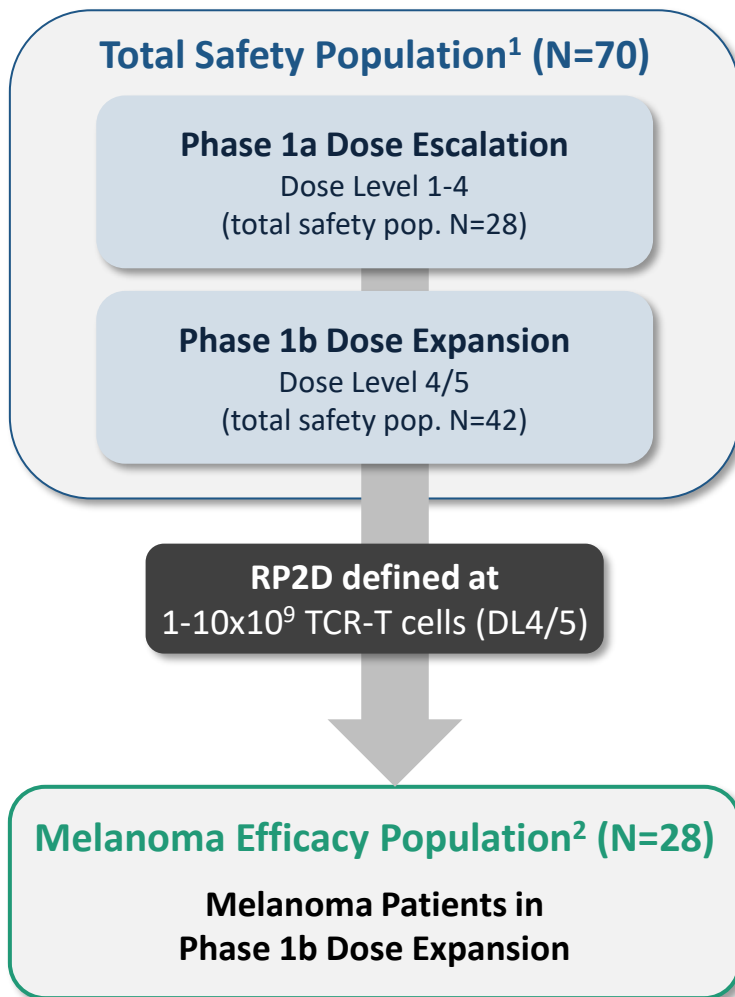 Total Safety Population¹ (N=70)
Phase 1a Dose Escalation
Dose Level 1-4
(total safety pop. N=28)
Phase 1b Dose Expansion
Dose Level 4/5
(total safety pop. N=42)
RP2D defined at
1-10x10⁹ TCR-T cells (DL4/5)
Melanoma Efficacy Population² (N=28)
Melanoma Patients in
Phase 1b Dose Expansion